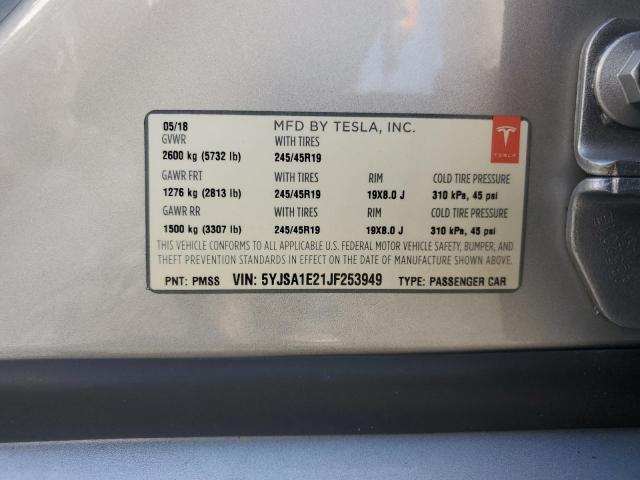 05/18 MFD BY TESLA, INC.
GVWR WITH TIRES
2600 kg (5732 lb) 245/45R19
TESLA
GAWR FRT WITH TIRES RIM COLD TIRE PRESSURE
1276 kg (2813 lb) 245/45R19 19X8.0 J 310 kPa, 45 psi
GAWR RR WITH TIRES RIM COLD TIRE PRESSURE
1500 kg (3307 lb) 245/45R19 19X8.0 J 310 kPa, 45 psi
THIS VEHICLE CONFORMS TO ALL APPLICABLE U.S. FEDERAL MOTOR VEHICLE SAFETY, BUMPER, AND
THEFT PREVENTION STANDARDS IN EFFECT ON THE DATE OF MANUFACTURE SHOWN ABOVE.
PNT: PMSS VIN: 5YJSA1E21JF253949 TYPE: PASSENGER CAR